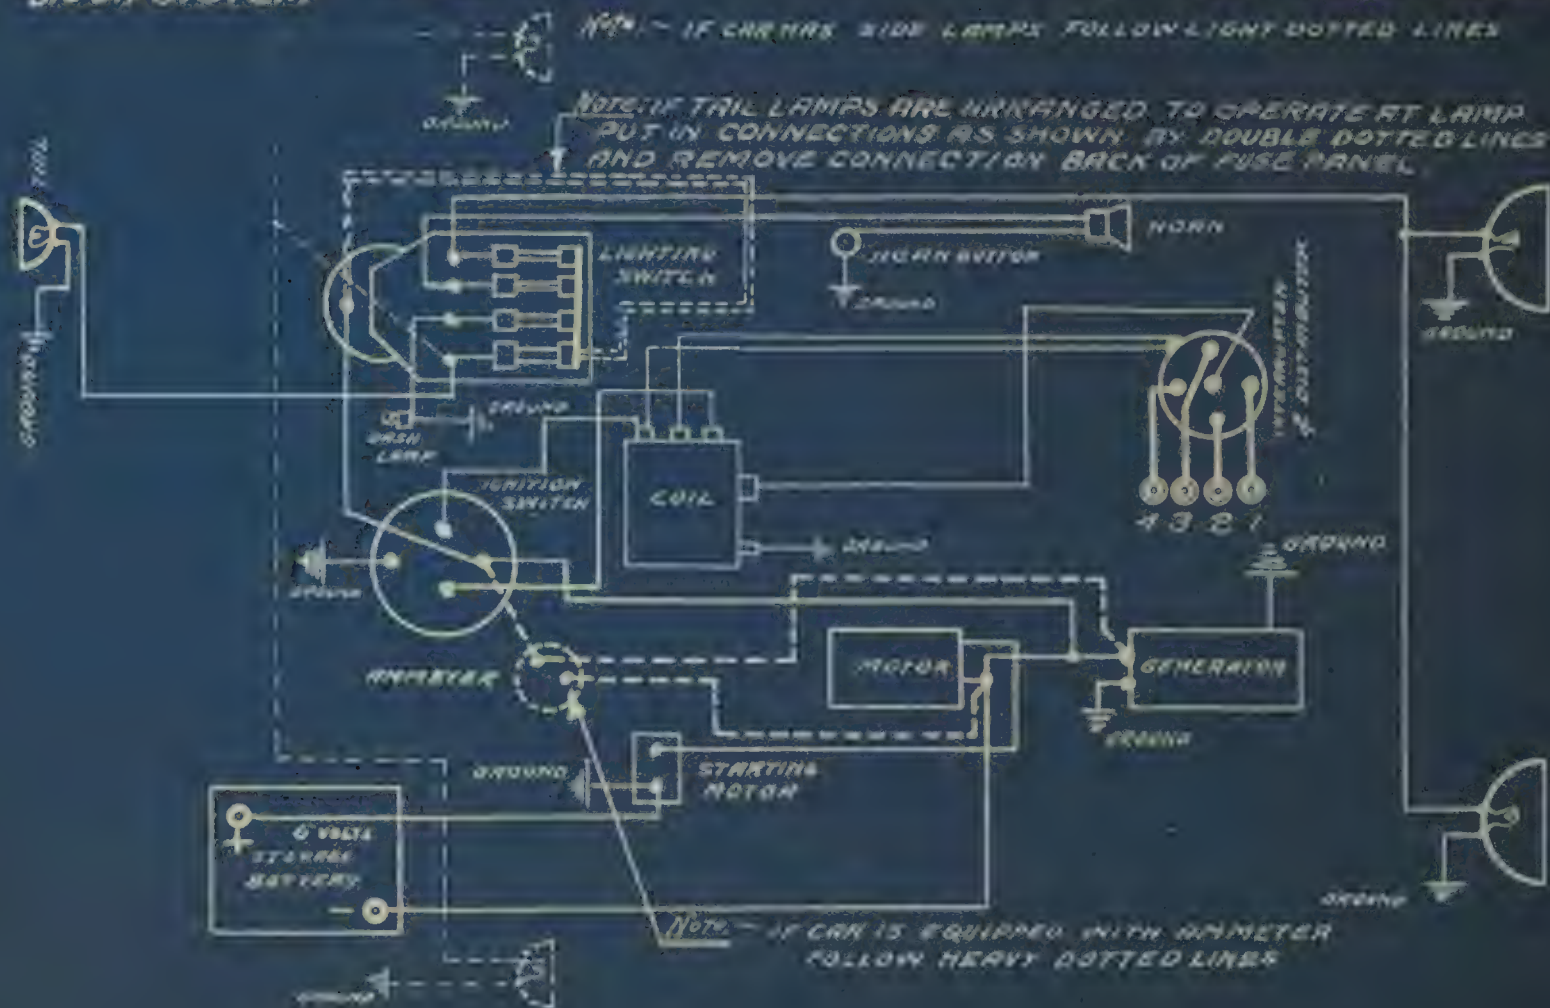 Note:~ IF CAR HAS SIDE LAMPS FOLLOW LIGHT DOTTED LINES
GROUND
NOTE: IF TAIL LAMPS ARE ARRANGED TO OPERATE AT LAMP
PUT IN CONNECTIONS AS SHOWN BY DOUBLE DOTTED LINES
AND REMOVE CONNECTION BACK OF FUSE PANEL.
TAIL
GROUND
LIGHTING
SWITCH
HORN
HORN BUTTON
GROUND
GROUND
INTERRUPTER
& DISTRIBUTOR
GROUND
DASH
LAMP
IGNITION
SWITCH
COIL
4 3 2 1
GROUND
GROUND
GROUND
AMMETER
MOTOR
GENERATOR
GROUND
GROUND
STARTING
MOTOR
6 VOLTS
STORAGE
BATTERY
+
-
GROUND
NOTE ~ IF CAR IS EQUIPPED WITH AMMETER
FOLLOW HEAVY DOTTED LINES
GROUND